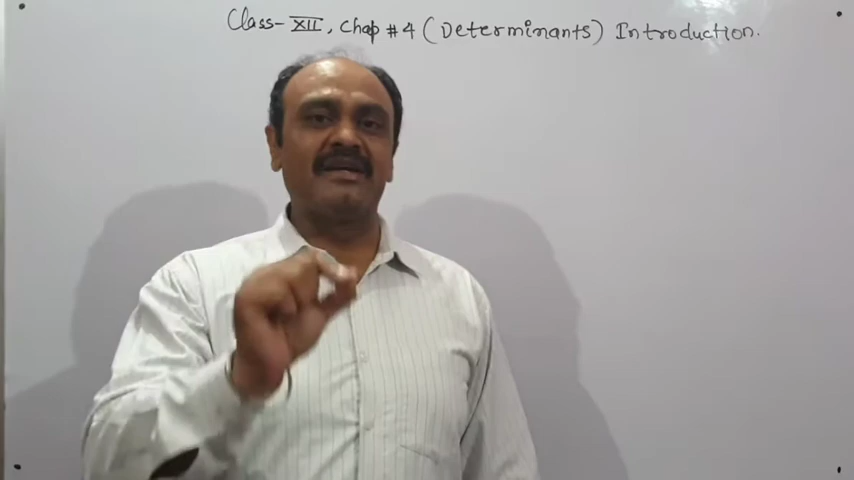 Class-XII, Chap #4 (Determinants) Introduction.